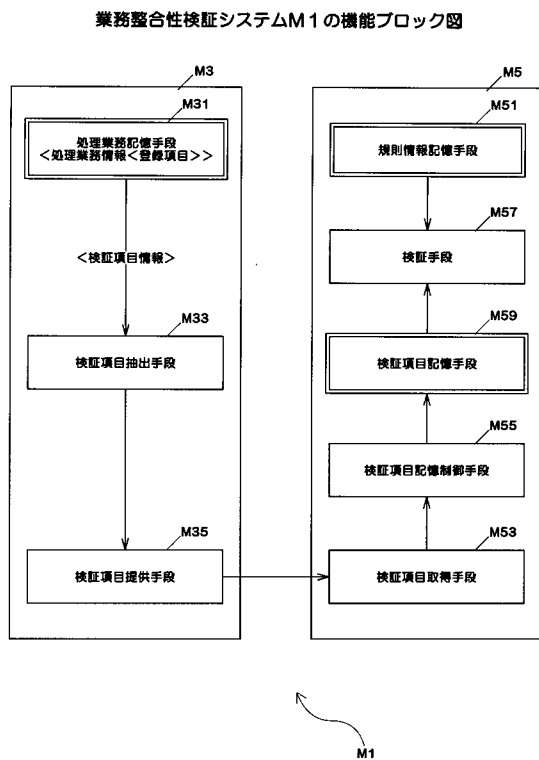 業務整合性検証システムM1の機能ブロック図
M3
M31
処理業務記憶手段
<処理業務情報<登録項目>>
<検証項目情報>
M33
検証項目抽出手段
M35
検証項目提供手段
M5
M51
規則情報記憶手段
M57
検証手段
M59
検証項目記憶手段
M55
検証項目記憶制御手段
M53
検証項目取得手段
M1